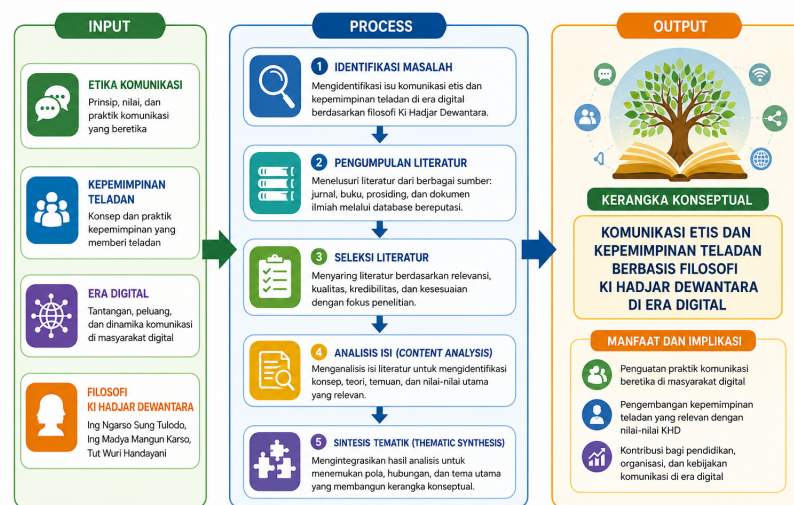 INPUT
ETIKA KOMUNIKASI
Prinsip, nilai, dan
praktik komunikasi
yang beretika
KEPEMIMPINAN
TELADAN
Konsep dan praktik
kepemimpinan yang
memberi teladan
ERA DIGITAL
Tantangan, peluang,
dan dinamika komunikasi
di masyarakat digital
FILOSOFI
KI HADJAR DEWANTARA
Ing Ngarso Sung Tulodo,
Ing Madya Mangun Karso,
Tut Wuri Handayani
PROCESS
1 IDENTIFIKASI MASALAH
Mengidentifikasi isu komunikasi etis dan
kepemimpinan teladan di era digital
berdasarkan filosofi Ki Hadjar Dewantara.
2 PENGUMPULAN LITERATUR
Menelusuri literatur dari berbagai sumber:
jurnal, buku, prosiding, dan dokumen
ilmiah melalui database bereputasi.
3 SELEKSI LITERATUR
Menyaring literatur berdasarkan relevansi,
kualitas, kredibilitas, dan kesesuaian
dengan fokus penelitian.
4 ANALISIS ISI (CONTENT ANALYSIS)
Menganalisis isi literatur untuk mengidentifikasi
konsep, teori, temuan, dan nilai-nilai utama
yang relevan.
5 SINTESIS TEMATIK (THEMATIC SYNTHESIS)
Mengintegrasikan hasil analisis untuk
menemukan pola, hubungan, dan tema utama
yang membangun kerangka konseptual.
OUTPUT
KERANGKA KONSEPTUAL
KOMUNIKASI ETIS DAN
KEPEMIMPINAN TELADAN
BERBASIS FILOSOFI
KI HADJAR DEWANTARA
DI ERA DIGITAL
MANFAAT DAN IMPLIKASI
Penguatan praktik komunikasi
beretika di masyarakat digital
Pengembangan kepemimpinan
teladan yang relevan dengan
nilai-nilai KHD
Kontribusi bagi pendidikan,
organisasi, dan kebijakan
komunikasi di era digital